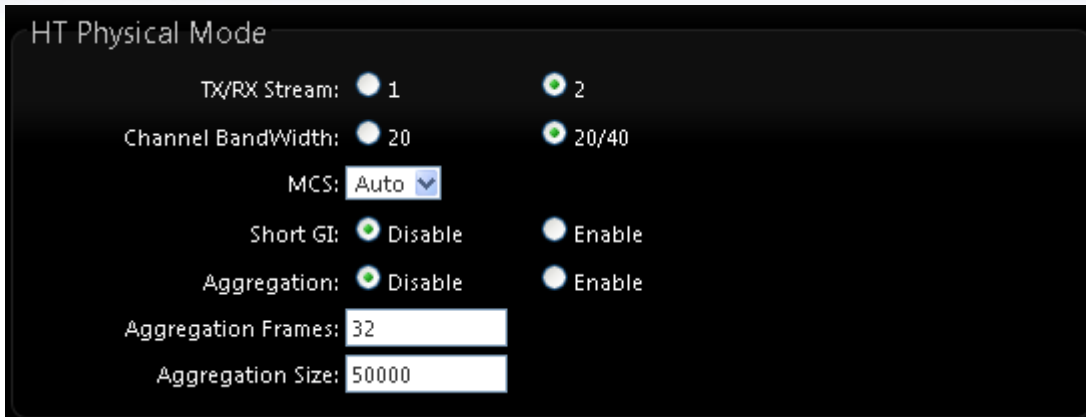 HT Physical Mode
TX/RX Stream: 1 2
Channel BandWidth: 20 20/40
MCS: Auto
Short GI: Disable Enable
Aggregation: Disable Enable
Aggregation Frames: 32
Aggregation Size: 50000